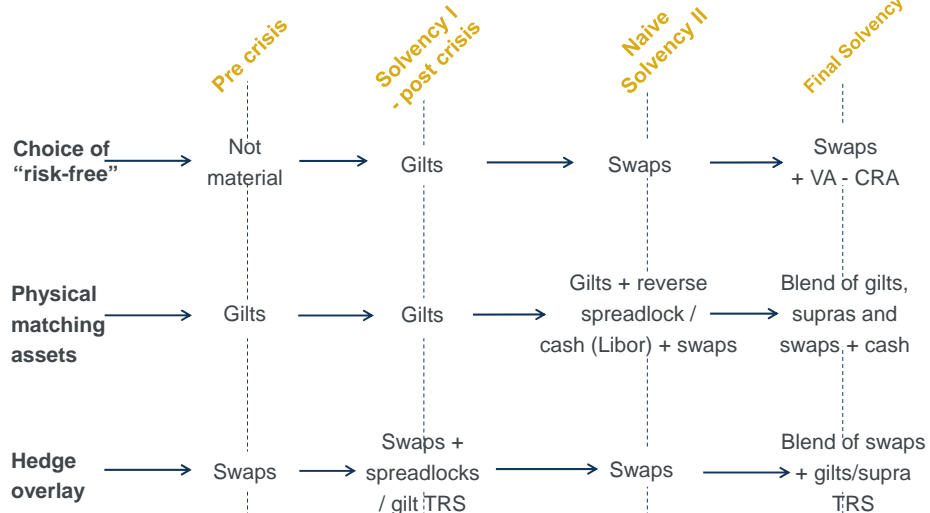 Pre crisis
Solvency I
- post crisis
Naive
Solvency II
Final Solvency
Choice of
“risk-free”
Not
material
Gilts
Swaps
Swaps
+ VA - CRA
Physical
matching
assets
Gilts
Gilts
Gilts + reverse
spreadlock /
cash (Libor) + swaps
Blend of gilts,
supras and
swaps + cash
Hedge
overlay
Swaps
Swaps +
spreadlocks
/ gilt TRS
Swaps
Blend of swaps
+ gilts/supra
TRS